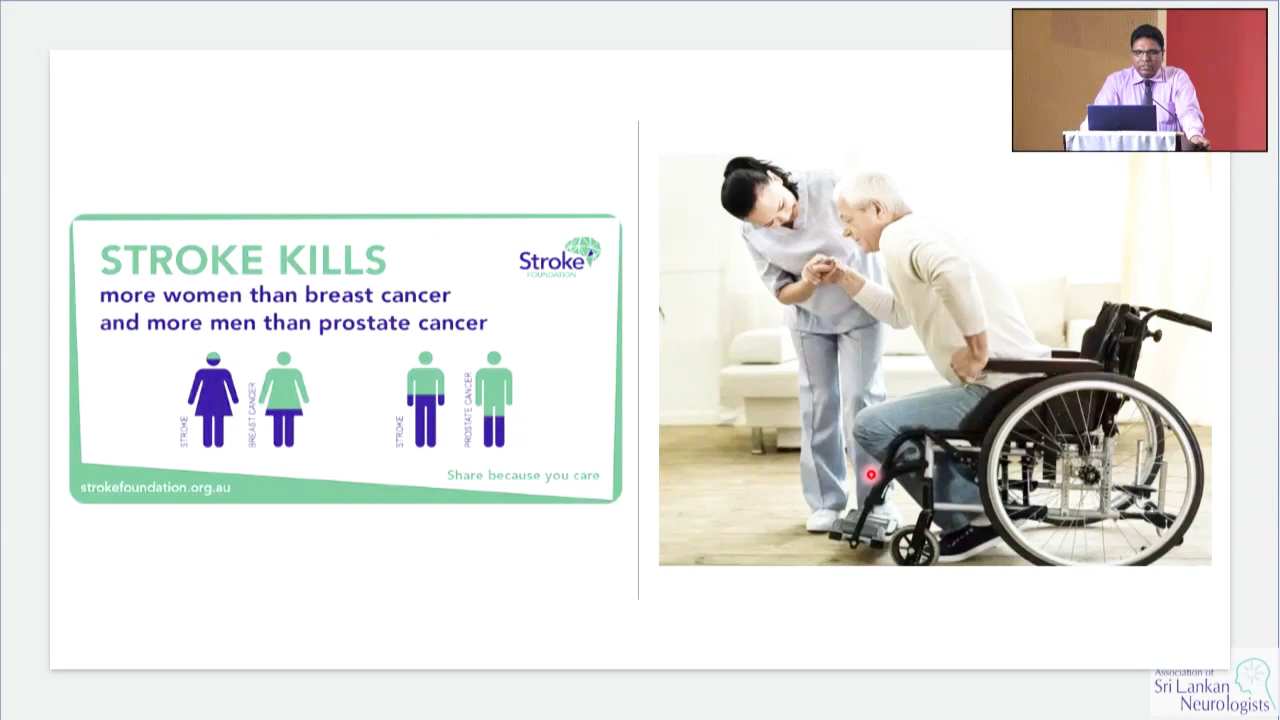 STROKE KILLS
more women than breast cancer
and more men than prostate cancer
Stroke
FOUNDATION
STROKE
BREAST CANCER
STROKE
PROSTATE CANCER
Share because you care
strokefoundation.org.au
Association of
Sri Lankan
Neurologists